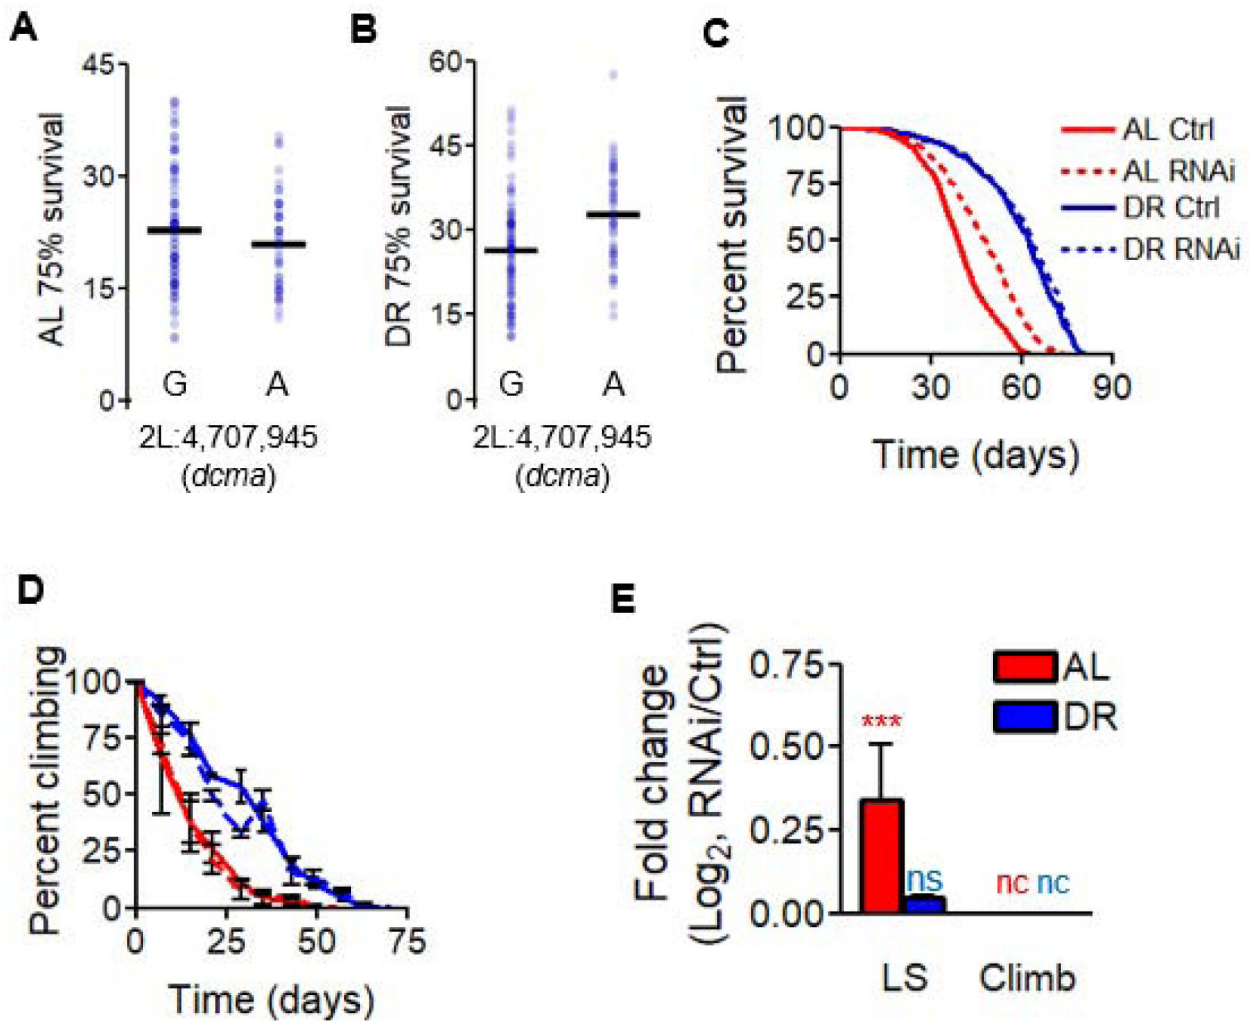 A
AL 75% survival
45
30
15
0
G A
2L:4,707,945
(dcma)
B
DR 75% survival
60
45
30
15
0
G A
2L:4,707,945
(dcma)
C
Percent survival
100
75
50
25
0
0 30 60 90
Time (days)
AL Ctrl
AL RNAi
DR Ctrl
DR RNAi
D
Percent climbing
100
75
50
25
0
0 25 50 75
Time (days)
E
Fold change
(Log2, RNAi/Ctrl)
0.75
0.50
0.25
0.00
AL
DR
***
ns
nc nc
LS Climb